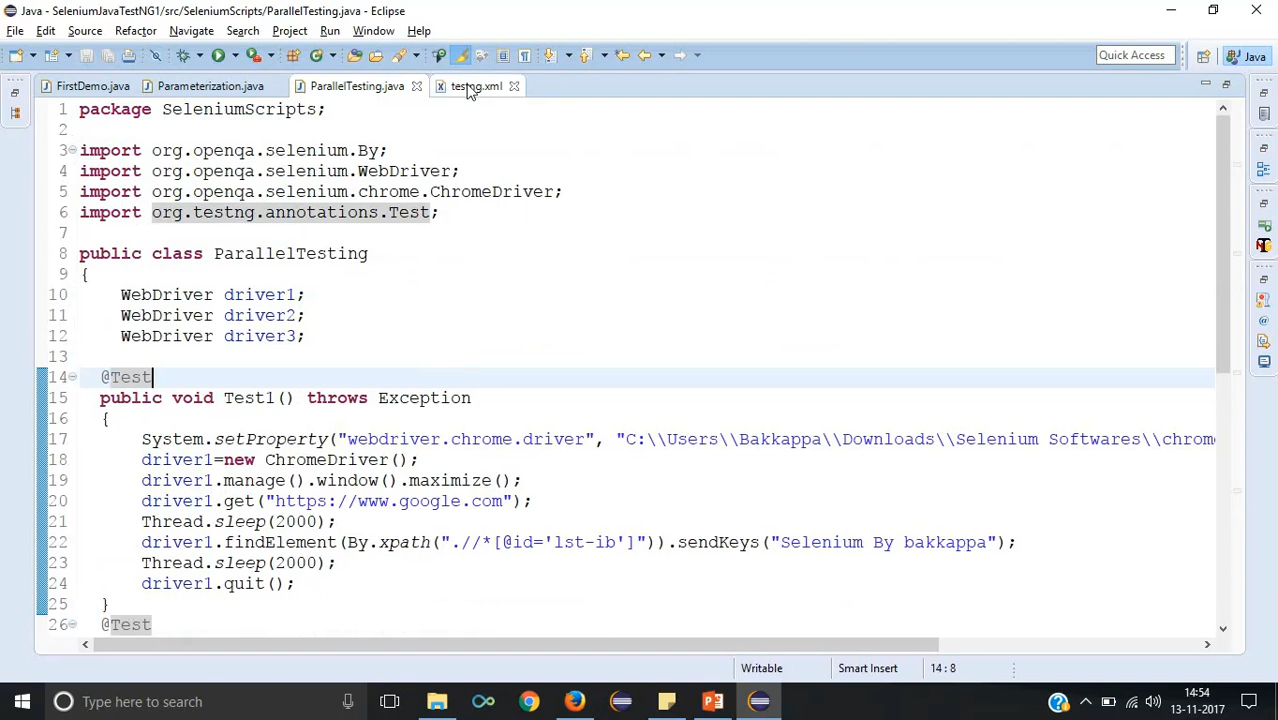 Java - SeleniumJavaTestNG1/src/SeleniumScripts/ParallelTesting.java - Eclipse
File Edit Source Refactor Navigate Search Project Run Window Help
Quick Access
Java
FirstDemo.java
Parameterization.java
ParallelTesting.java
testng.xml
1 package SeleniumScripts;
2
3 import org.openqa.selenium.By;
4 import org.openqa.selenium.WebDriver;
5 import org.openqa.selenium.chrome.ChromeDriver;
6 import org.testng.annotations.Test;
7
8 public class ParallelTesting
9 {
10 WebDriver driver1;
11 WebDriver driver2;
12 WebDriver driver3;
13
14 @Test
15 public void Test1() throws Exception
16 {
17 System.setProperty("webdriver.chrome.driver", "C:\\Users\\Bakkappa\\Downloads\\Selenium Softwares\\chrom
18 driver1=new ChromeDriver();
19 driver1.manage().window().maximize();
20 driver1.get("https://www.google.com");
21 Thread.sleep(2000);
22 driver1.findElement(By.xpath(".//*[@id='lst-ib']")).sendKeys("Selenium By bakkappa");
23 Thread.sleep(2000);
24 driver1.quit();
25 }
26 @Test
Writable
Smart Insert
14 : 8
Type here to search
14:54
13-11-2017